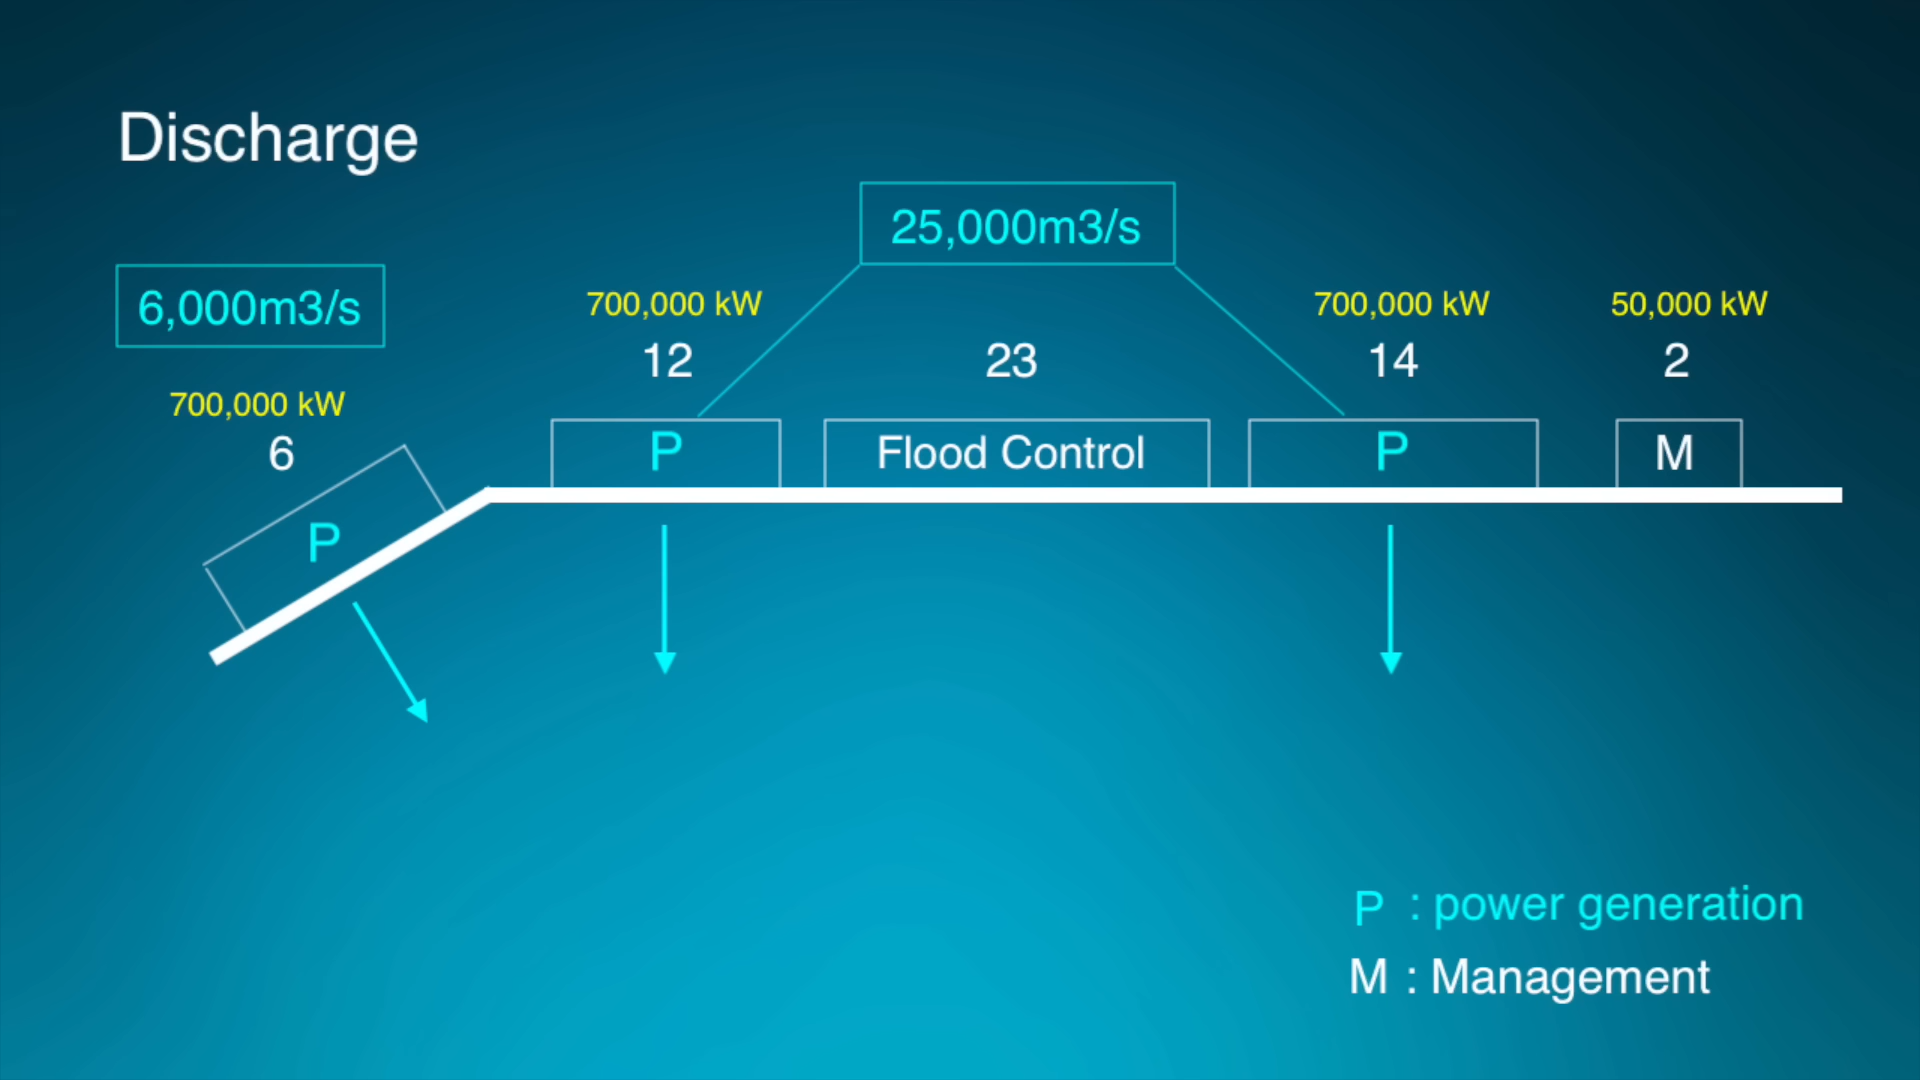 Discharge
25,000m3/s
6,000m3/s
700,000 kW
700,000 kW
50,000 kW
12
23
14
2
700,000 kW
6
P
Flood Control
P
M
P
P : power generation
M : Management